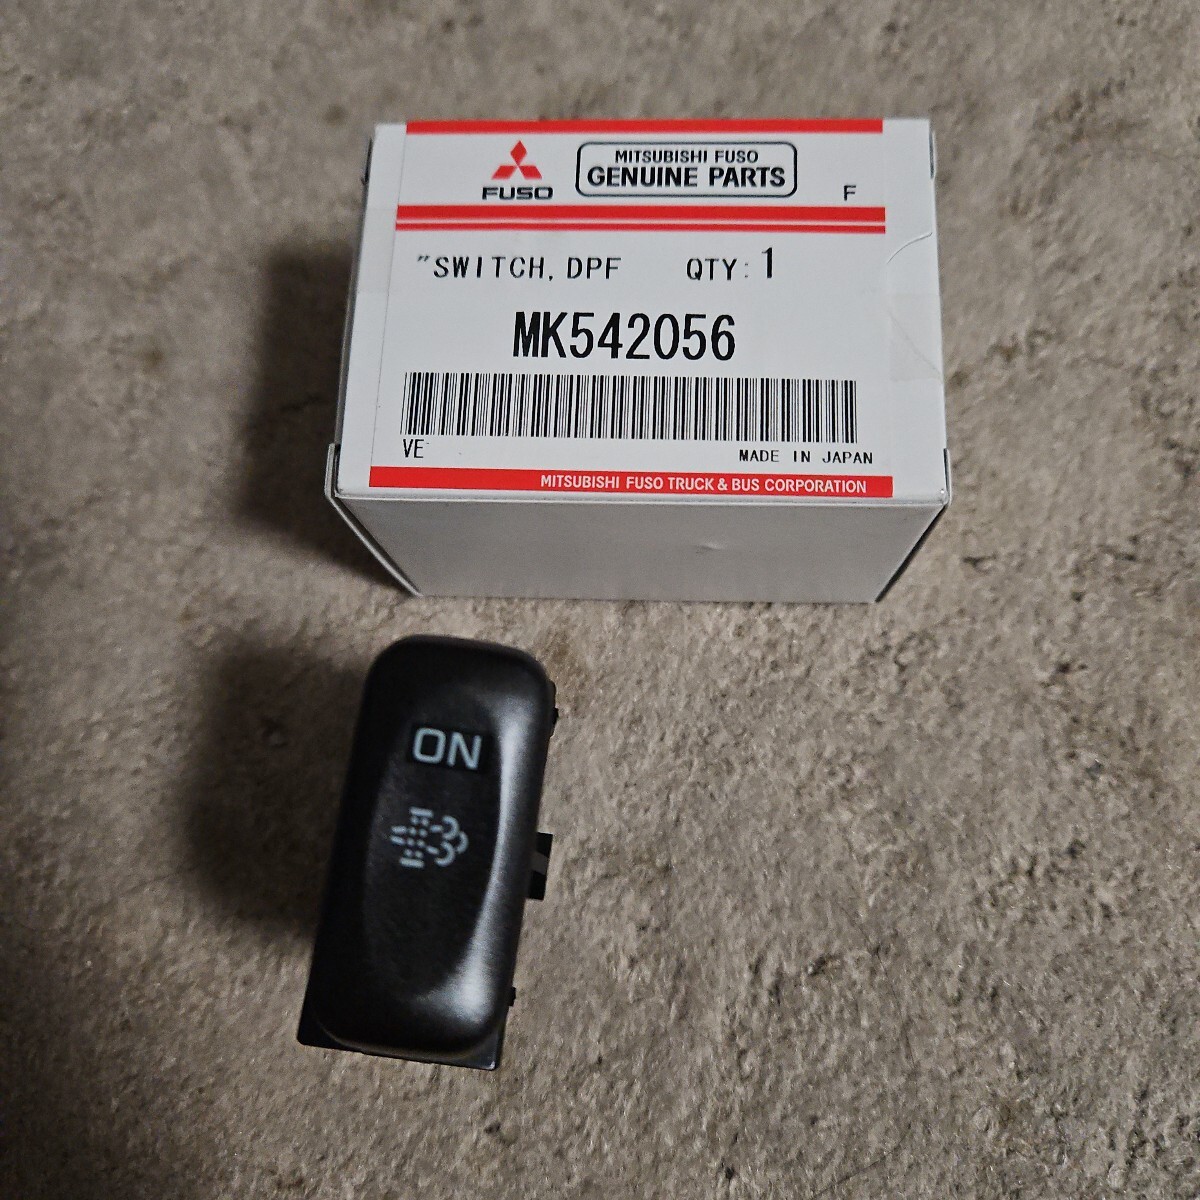 FUSO
MITSUBISHI FUSO
GENUINE PARTS
F
"SWITCH, DPF QTY: 1
MK542056
VE
MADE IN JAPAN
MITSUBISHI FUSO TRUCK & BUS CORPORATION
ON